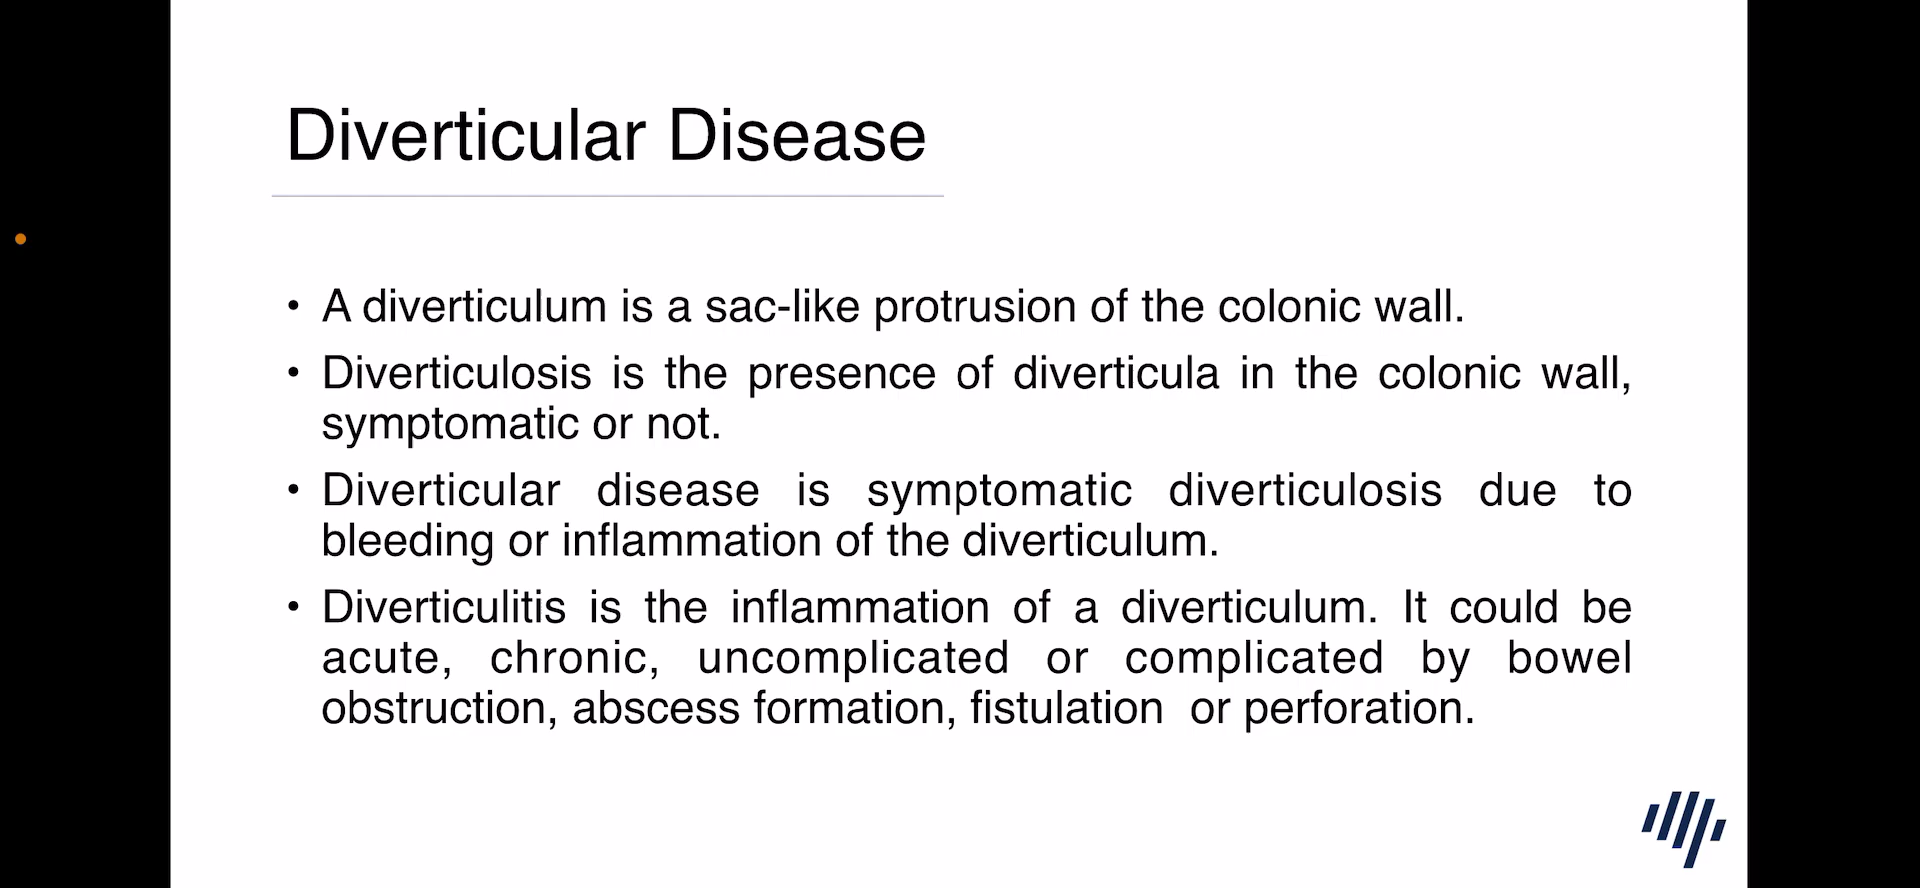 Diverticular Disease
• A diverticulum is a sac-like protrusion of the colonic wall.
• Diverticulosis is the presence of diverticula in the colonic wall,
symptomatic or not.
• Diverticular disease is symptomatic diverticulosis due to
bleeding or inflammation of the diverticulum.
• Diverticulitis is the inflammation of a diverticulum. It could be
acute, chronic, uncomplicated or complicated by bowel
obstruction, abscess formation, fistulation  or perforation.